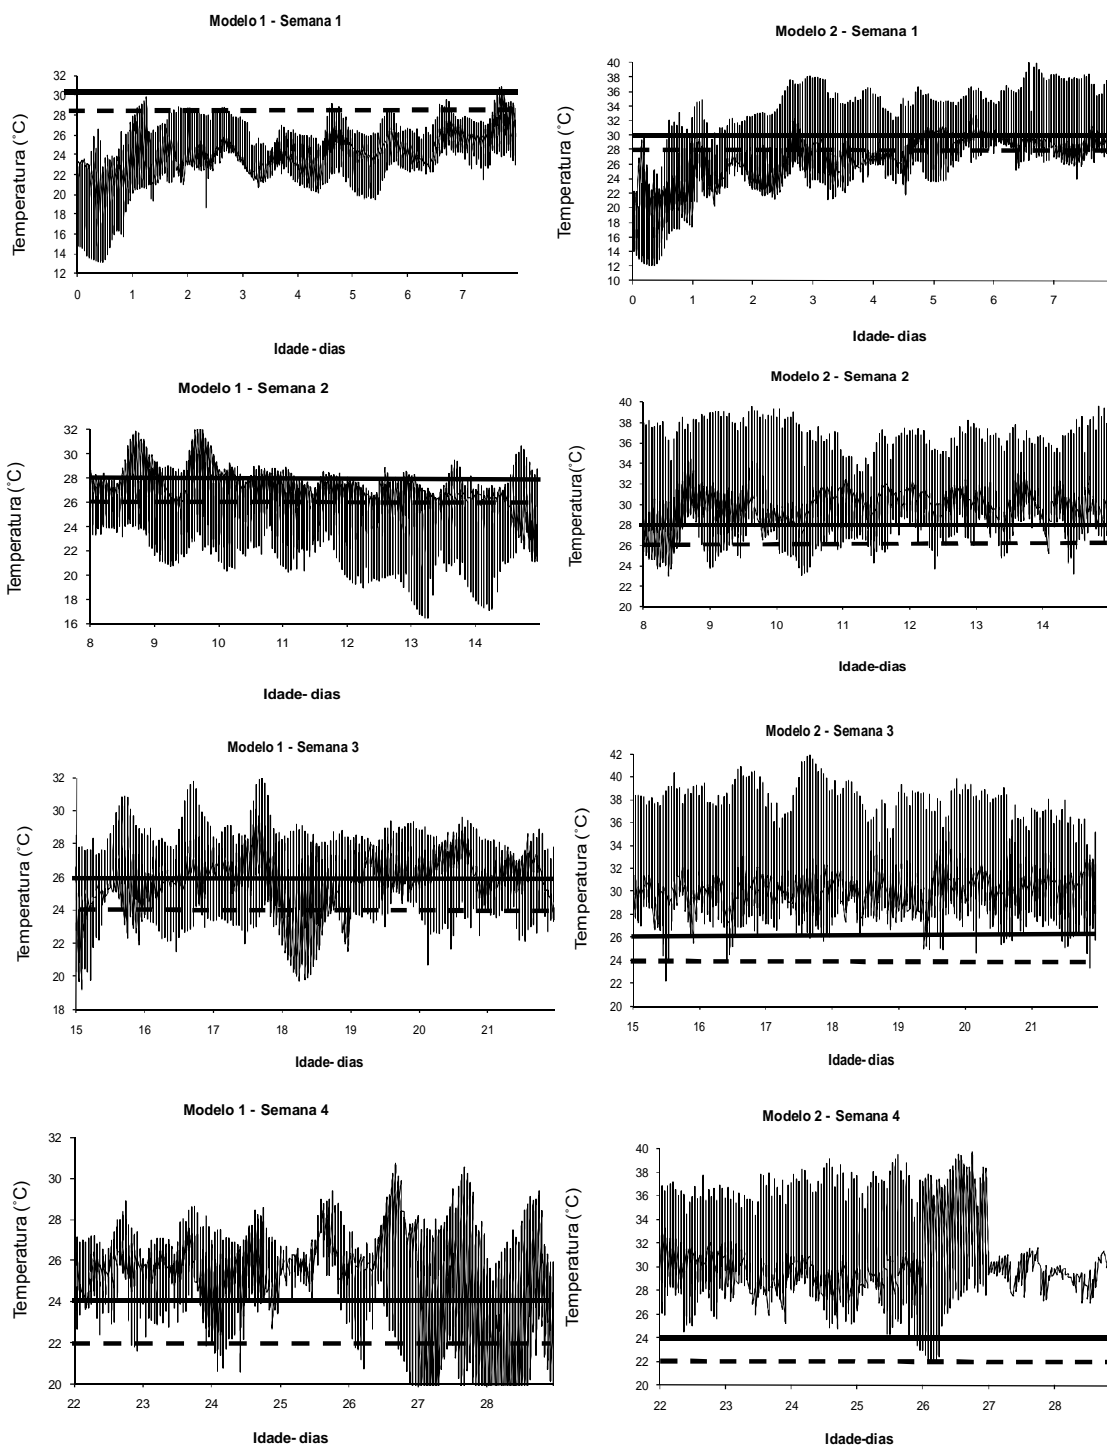 Modelo 1 - Semana 1
Temperatura (˚C)
32
30
28
26
24
22
20
18
16
14
12
0 1 2 3 4 5 6 7
Idade - dias
Modelo 2 - Semana 1
Temperatura (˚C)
40
38
36
34
32
30
28
26
24
22
20
18
16
14
12
10
0 1 2 3 4 5 6 7
Idade- dias
Modelo 1 - Semana 2
Temperatura (˚C)
32
28
26
26
22
20
18
16
8 9 10 11 12 13 14
Idade- dias
Modelo 2 - Semana 2
Temperatura (˚C)
40
38
36
34
32
30
28
26
24
22
20
8 9 10 11 12 13 14
Idade-dias
Modelo 1 - Semana 3
Temperatura (˚C)
32
30
28
26
24
22
20
18
15 16 17 18 19 20 21
Idade- dias
Modelo 2 - Semana 3
Temperatura (˚C)
42
40
38
36
34
32
30
28
26
24
22
20
15 16 17 18 19 20 21
Idade-dias
Modelo 1 - Semana 4
Temperatura (˚C)
32
30
28
26
24
22
20
22 23 24 25 26 27 28
Idade- dias
Modelo 2 - Semana 4
Temperatura (˚C)
40
38
36
34
32
30
28
26
24
22
20
22 23 24 25 26 27 28
Idade-dias